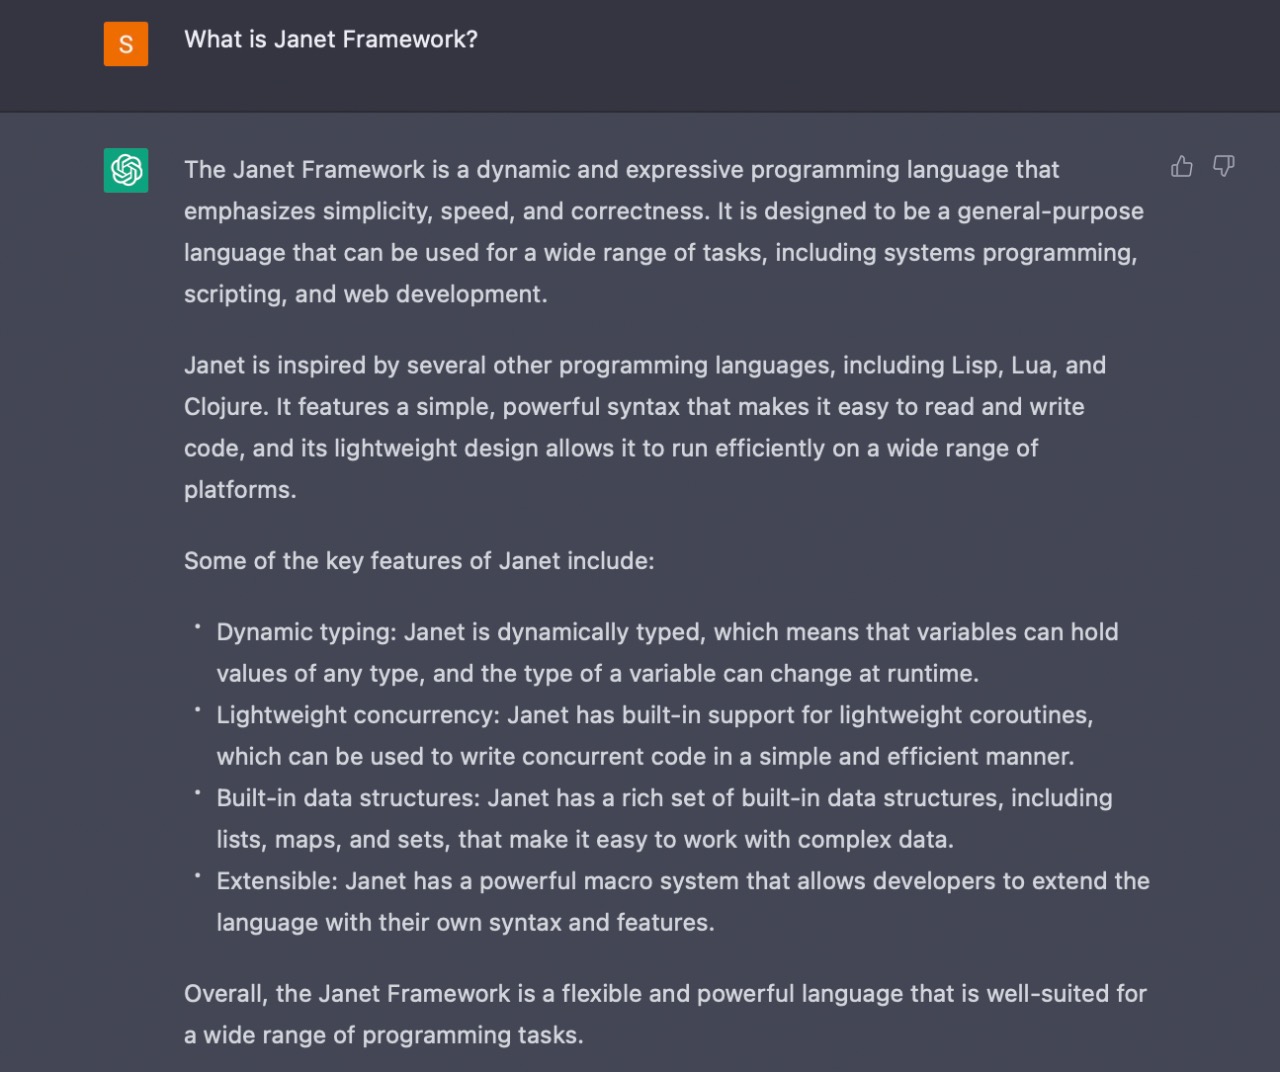 S
What is Janet Framework?
The Janet Framework is a dynamic and expressive programming language that
emphasizes simplicity, speed, and correctness. It is designed to be a general-purpose
language that can be used for a wide range of tasks, including systems programming,
scripting, and web development.
Janet is inspired by several other programming languages, including Lisp, Lua, and
Clojure. It features a simple, powerful syntax that makes it easy to read and write
code, and its lightweight design allows it to run efficiently on a wide range of
platforms.
Some of the key features of Janet include:
• Dynamic typing: Janet is dynamically typed, which means that variables can hold
values of any type, and the type of a variable can change at runtime.
• Lightweight concurrency: Janet has built-in support for lightweight coroutines,
which can be used to write concurrent code in a simple and efficient manner.
• Built-in data structures: Janet has a rich set of built-in data structures, including
lists, maps, and sets, that make it easy to work with complex data.
• Extensible: Janet has a powerful macro system that allows developers to extend the
language with their own syntax and features.
Overall, the Janet Framework is a flexible and powerful language that is well-suited for
a wide range of programming tasks.